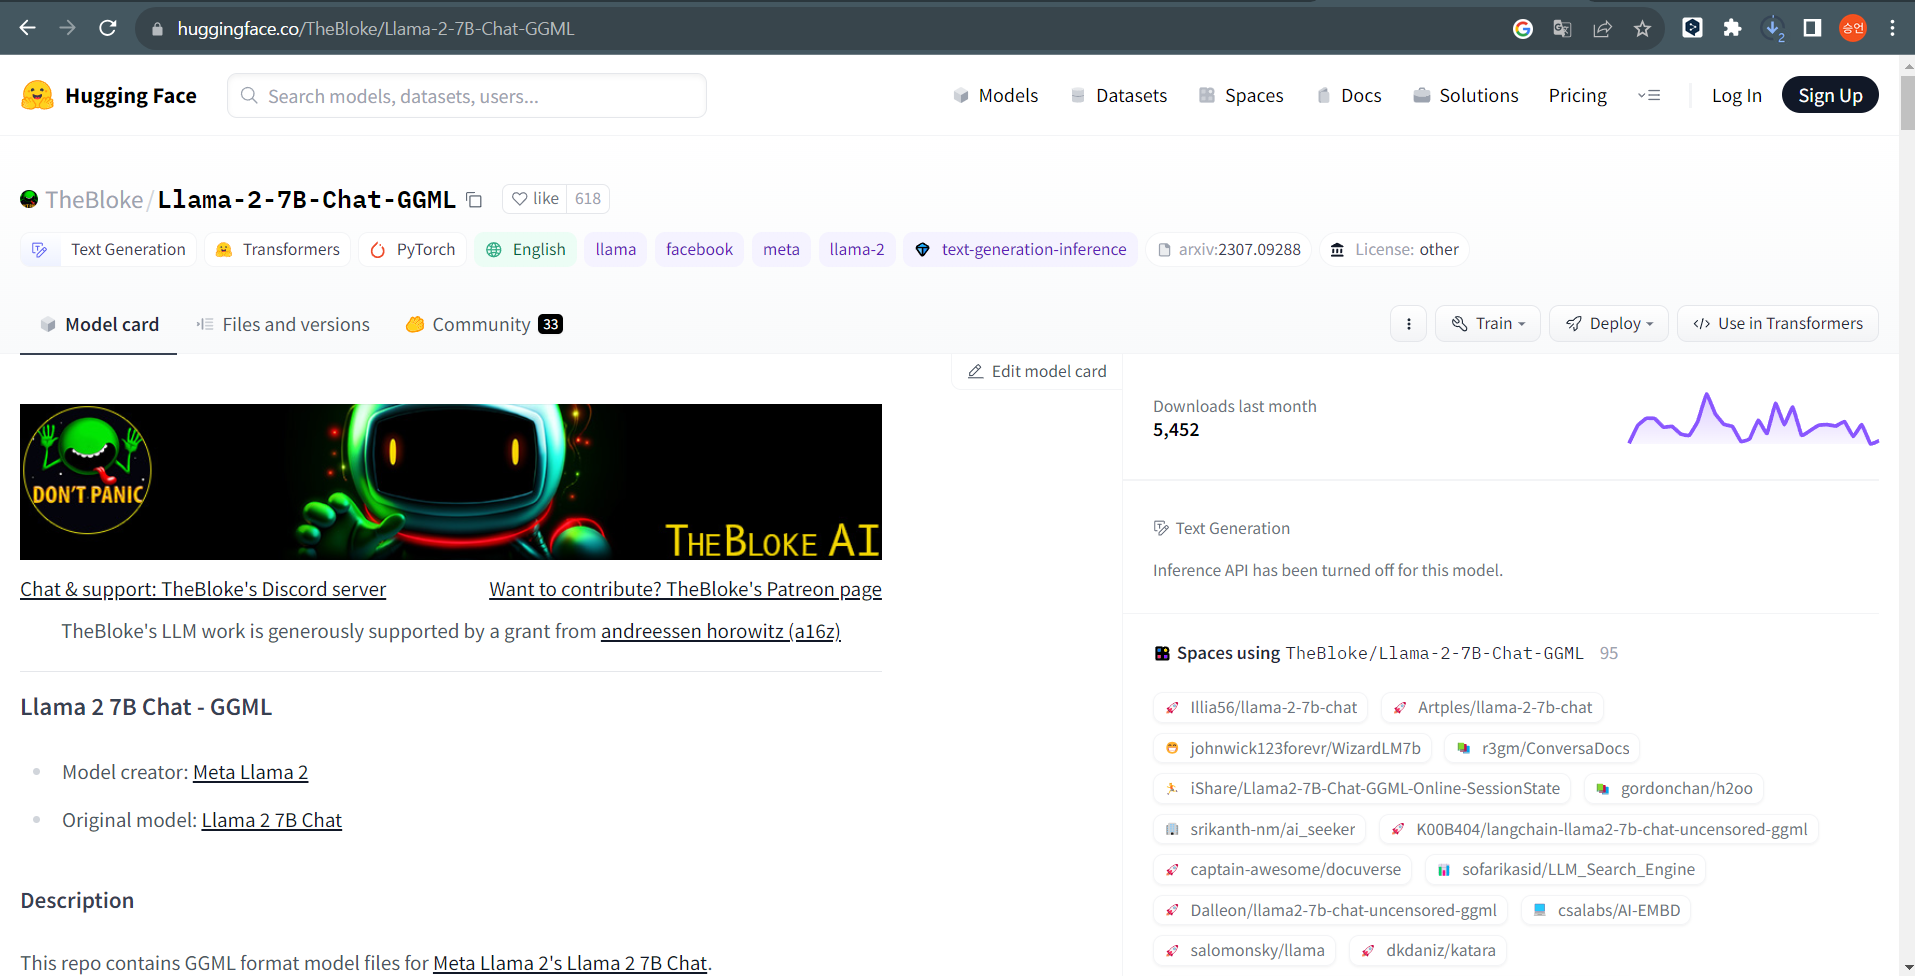 huggingface.co/TheBloke/Llama-2-7B-Chat-GGML
2
승언
Hugging Face
Search models, datasets, users...
Models
Datasets
Spaces
Docs
Solutions
Pricing
Log In
Sign Up
TheBloke/Llama-2-7B-Chat-GGML
like 618
Text Generation
Transformers
PyTorch
English
llama
facebook
meta
llama-2
text-generation-inference
arxiv:2307.09288
License: other
Model card
Files and versions
Community 33
Train
Deploy
</> Use in Transformers
Edit model card
DON'T PANIC
THEBLOKE AI
Chat & support: TheBloke's Discord server
Want to contribute? TheBloke's Patreon page
TheBloke's LLM work is generously supported by a grant from andreessen horowitz (a16z)
Llama 2 7B Chat - GGML
• Model creator: Meta Llama 2
• Original model: Llama 2 7B Chat
Description
This repo contains GGML format model files for Meta Llama 2's Llama 2 7B Chat.
Downloads last month
5,452
Text Generation
Inference API has been turned off for this model.
Spaces using TheBloke/Llama-2-7B-Chat-GGML 95
Illia56/llama-2-7b-chat
Artples/llama-2-7b-chat
johnwick123forevr/WizardLM7b
r3gm/ConversaDocs
iShare/Llama2-7B-Chat-GGML-Online-SessionState
gordonchan/h2oo
srikanth-nm/ai_seeker
K00B404/langchain-llama2-7b-chat-uncensored-ggml
captain-awesome/docuverse
sofarikasid/LLM_Search_Engine
Dalleon/llama2-7b-chat-uncensored-ggml
csalabs/AI-EMBD
salomonsky/llama
dkdaniz/katara